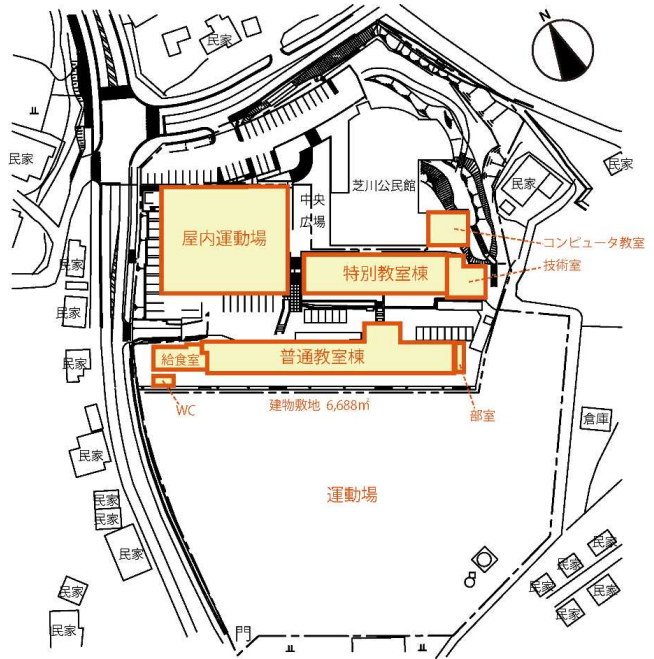 N
民家
民家
民家
民家
芝川公民館
中央
広場
屋内運動場
コンピュータ教室
民家
特別教室棟
技術室
民家
民家
給食室
普通教室棟
WC
建物敷地 6,688㎡
部室
倉庫
民家
運動場
民家
民家
民家
民家
民家
民家
民家
民家
民家
民家
門